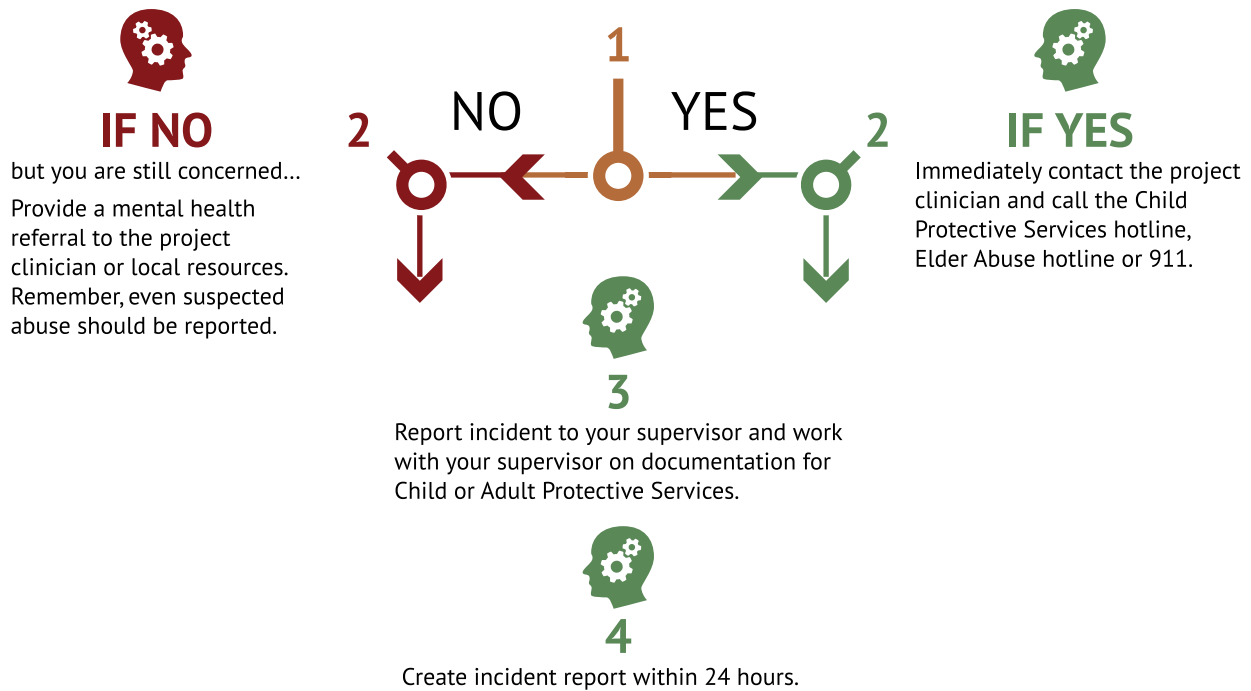 1
NO
YES
2
IF NO
but you are still concerned...
Provide a mental health
referral to the project
clinician or local resources.
Remember, even suspected
abuse should be reported.
2
IF YES
Immediately contact the project
clinician and call the Child
Protective Services hotline,
Elder Abuse hotline or 911.
3
Report incident to your supervisor and work
with your supervisor on documentation for
Child or Adult Protective Services.
4
Create incident report within 24 hours.